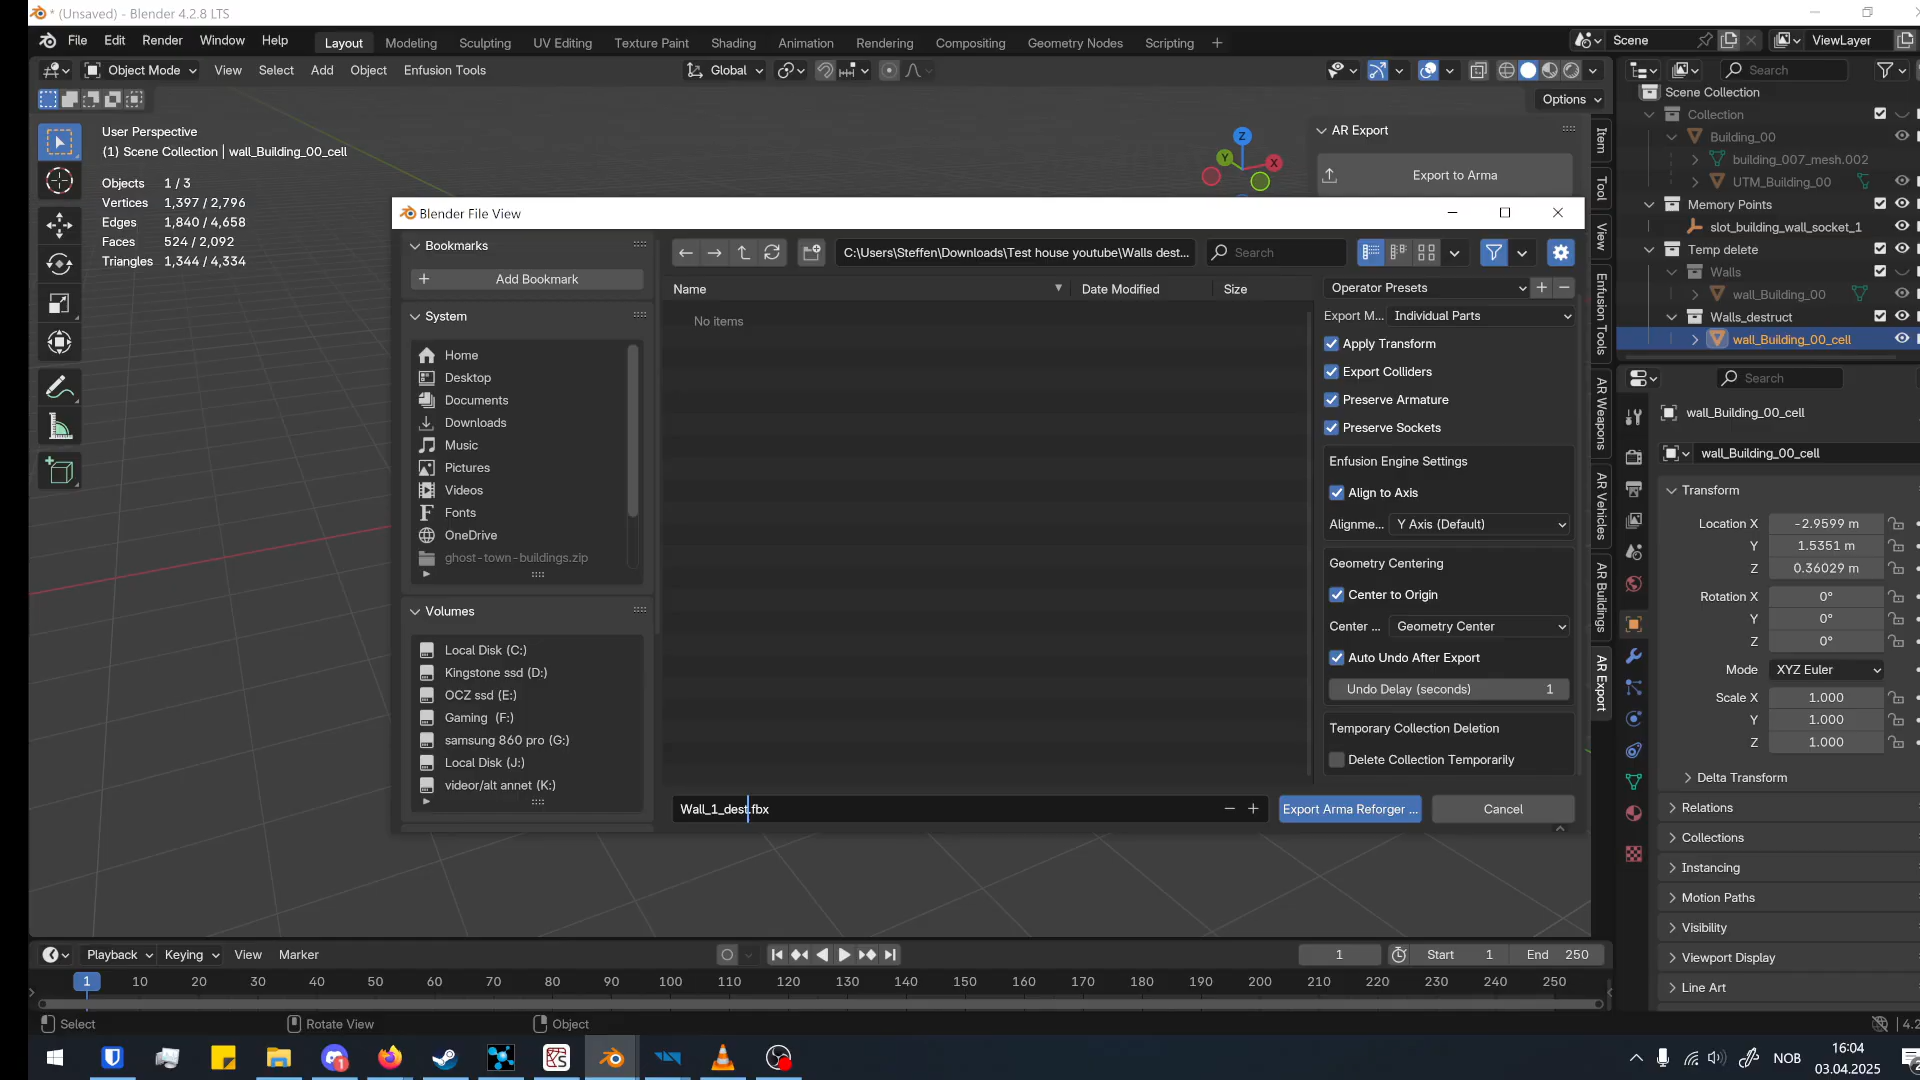 * (Unsaved) - Blender 4.2.8 LTS
File Edit Render Window Help Layout Modeling Sculpting UV Editing Texture Paint Shading Animation Rendering Compositing Geometry Nodes Scripting + Scene ViewLayer
Object Mode View Select Add Object Enfusion Tools Global Search
Options
User Perspective
(1) Scene Collection | wall_Building_00_cell
Objects 1 / 3
Vertices 1,397 / 2,796
Edges 1,840 / 4,658
Faces 524 / 2,092
Triangles 1,344 / 4,334
Z
Y
X
AR Export
Export to Arma
Item
Tool
View
Enfusion Tools
AR Weapons
AR Vehicles
AR Buildings
AR Export
Scene Collection
Collection
Building_00
building_007_mesh.002
UTM_Building_00
Memory Points
slot_building_wall_socket_1
Temp delete
Walls
wall_Building_00
Walls_destruct
wall_Building_00_cell
Blender File View
Bookmarks
Add Bookmark
System
Home
Desktop
Documents
Downloads
Music
Pictures
Videos
Fonts
OneDrive
ghost-town-buildings.zip
Volumes
Local Disk (C:)
Kingstone ssd (D:)
OCZ ssd (E:)
Gaming (F:)
samsung 860 pro (G:)
Local Disk (J:)
videor/alt annet (K:)
C:\Users\Steffen\Downloads\Test house youtube\Walls dest... Search
Name Date Modified Size
No items
Wall_1_dest.fbx
Operator Presets
Export M... Individual Parts
Apply Transform
Export Colliders
Preserve Armature
Preserve Sockets
Enfusion Engine Settings
Align to Axis
Alignme... Y Axis (Default)
Geometry Centering
Center to Origin
Center ... Geometry Center
Auto Undo After Export
Undo Delay (seconds) 1
Temporary Collection Deletion
Delete Collection Temporarily
Export Arma Reforger ... Cancel
Search
wall_Building_00_cell
wall_Building_00_cell
Transform
Location X -2.9599 m
Y 1.5351 m
Z 0.36029 m
Rotation X 0°
Y 0°
Z 0°
Mode XYZ Euler
Scale X 1.000
Y 1.000
Z 1.000
Delta Transform
Relations
Collections
Instancing
Motion Paths
Visibility
Viewport Display
Line Art
Playback Keying View Marker 1 Start 1 End 250
1 10 20 30 40 50 60 70 80 90 100 110 120 130 140 150 160 170 180 190 200 210 220 230 240 250
Select Rotate View Object 4.2
NOB 16:04
03.04.2025